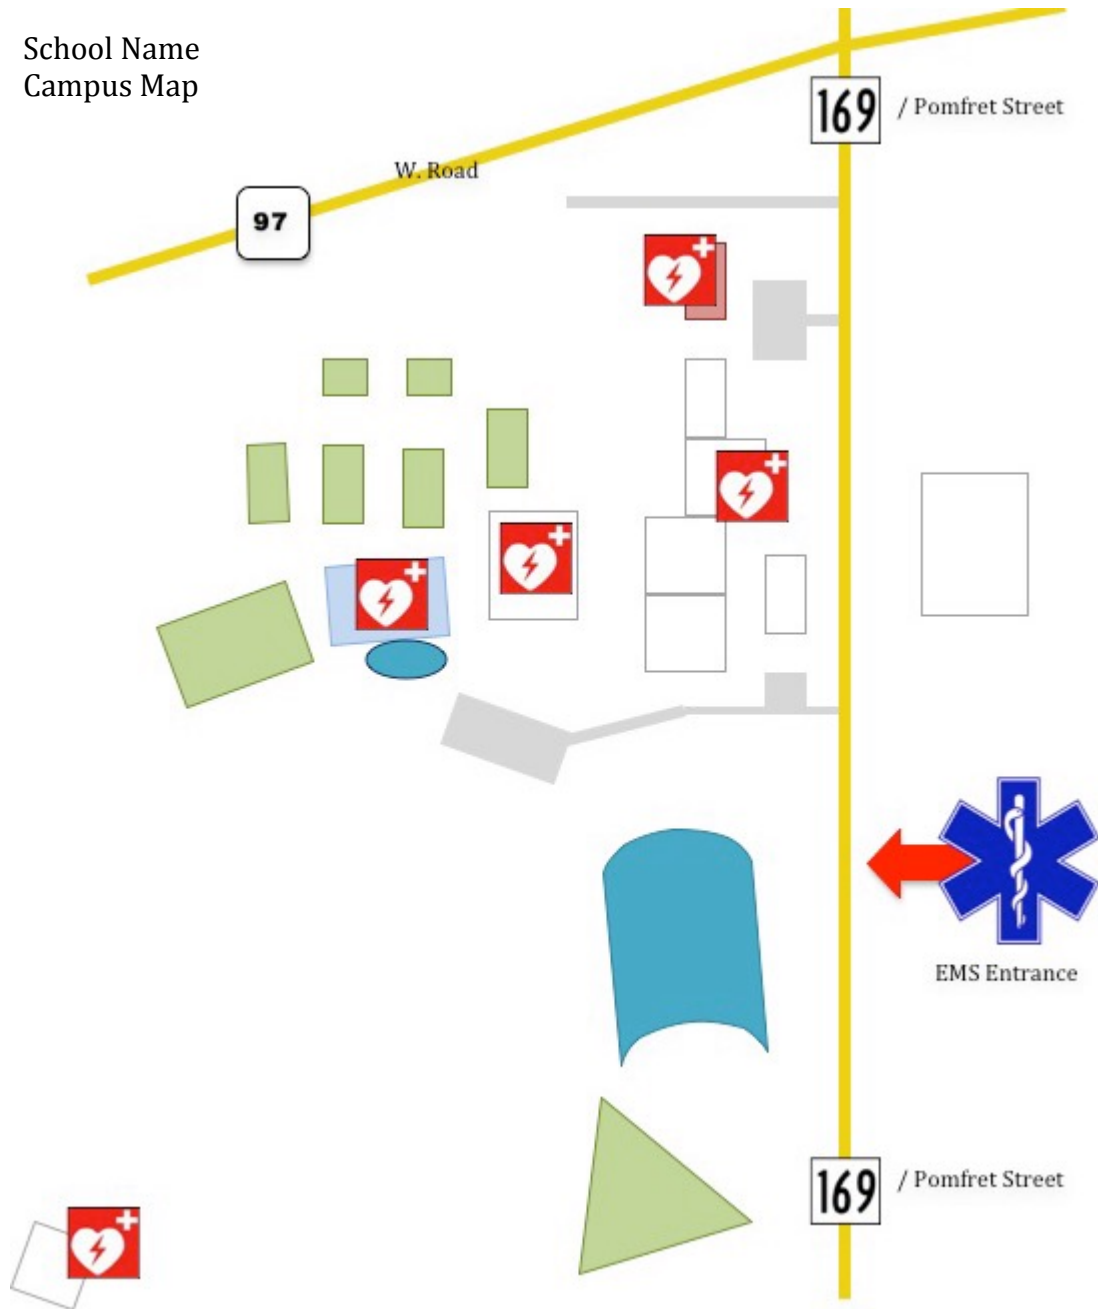 School Name
Campus Map
169 / Pomfret Street
W. Road
97
EMS Entrance
169 / Pomfret Street